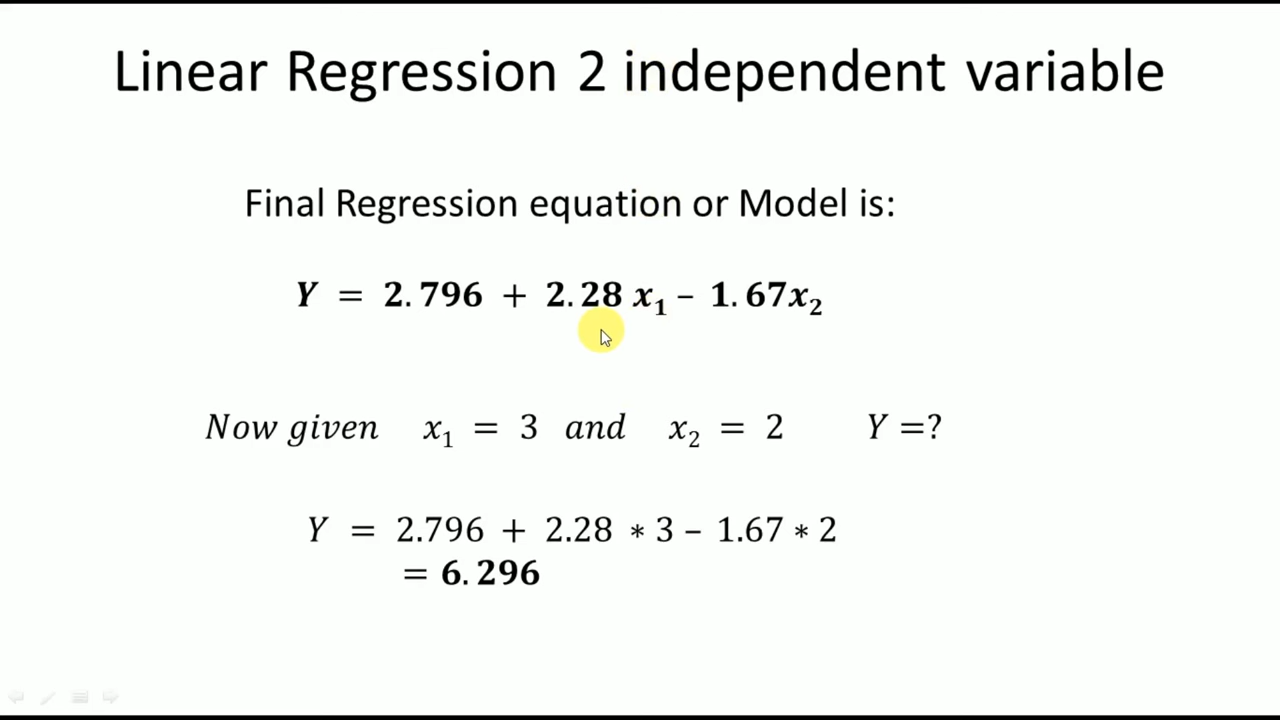 Linear Regression 2 independent variable
Final Regression equation or Model is:
Y = 2.796 + 2.28 x₁ – 1.67x₂
Now given x₁ = 3 and x₂ = 2 Y =?
Y = 2.796 + 2.28 * 3 – 1.67 * 2
= 6.296